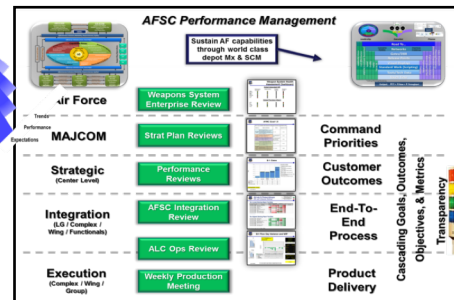 AFSC Performance Management
Sustain AF capabilities
through world class
depot Mx & SCM
Air Force
Weapons System
Enterprise Review
Trends
Performance
Expectations
MAJCOM
Strat Plan Reviews
Command
Priorities
Strategic
(Center Level)
Performance
Reviews
Customer
Outcomes
Integration
(LG / Complex /
Wing / Functionals)
AFSC Integration
Review
End-To-
End
Process
ALC Ops Review
Execution
(Complex / Wing /
Group)
Weekly Production
Meeting
Product
Delivery
Cascading Goals, Outcomes,
Objectives, & Metrics
Transparency